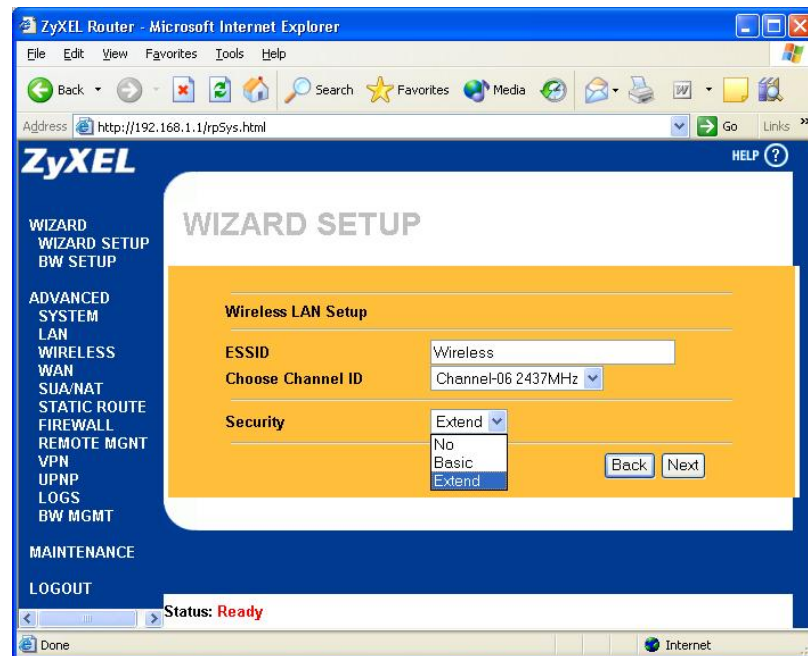 ZyXEL Router - Microsoft Internet Explorer
File Edit View Favorites Tools Help
Back Search Favorites Media W
Address http://192.168.1.1/rpSys.html Go Links »
ZyXEL HELP ?
WIZARD
WIZARD SETUP
BW SETUP
ADVANCED
SYSTEM
LAN
WIRELESS
WAN
SUA/NAT
STATIC ROUTE
FIREWALL
REMOTE MGNT
VPN
UPNP
LOGS
BW MGMT
MAINTENANCE
LOGOUT
WIZARD SETUP
Wireless LAN Setup
ESSID Wireless
Choose Channel ID Channel-06 2437MHz
Security Extend
No
Basic
Extend
Back Next
Status: Ready
Done Internet